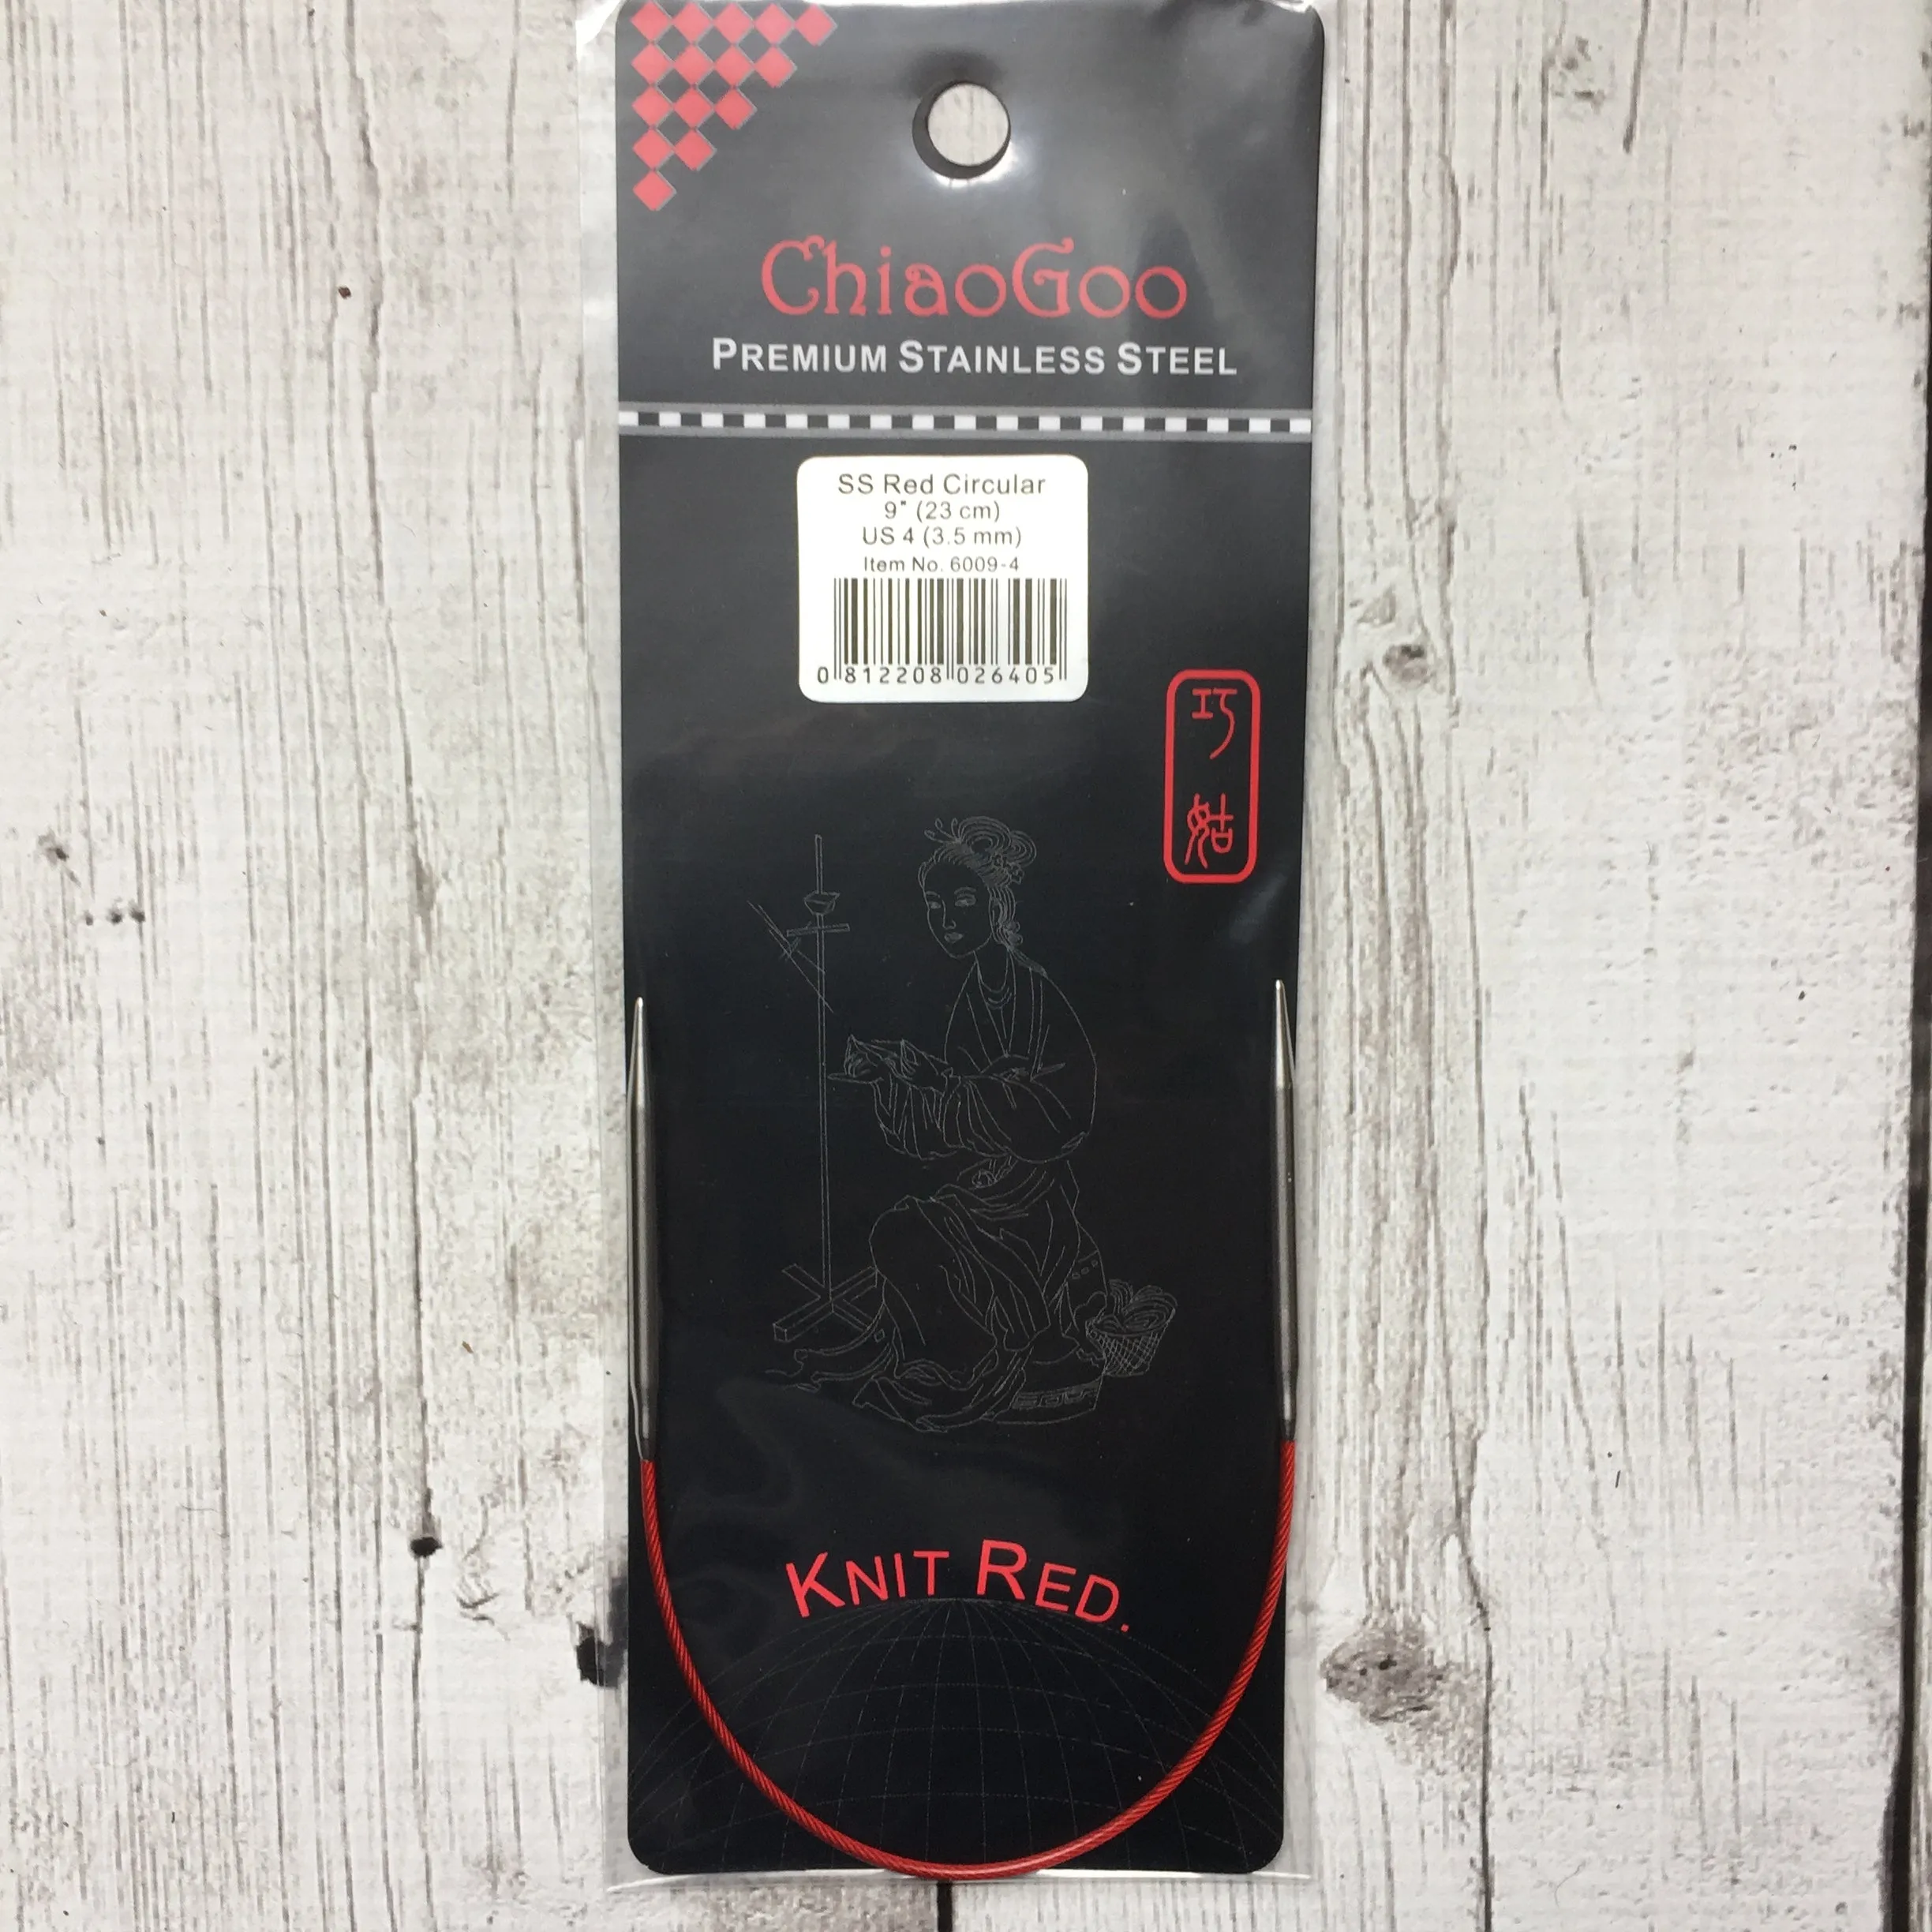 ChiaoGoo
PREMIUM STAINLESS STEEL
SS Red Circular
9" (23 cm)
US 4 (3.5 mm)
Item No. 6009-4
0 812208 026405
巧
姑
KNIT RED.